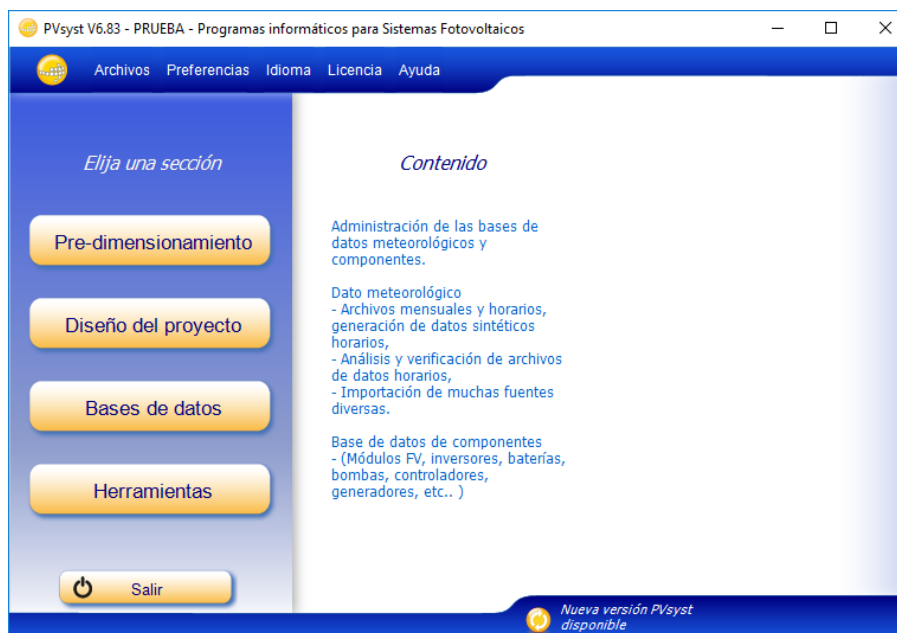 PVsyst V6.83 - PRUEBA - Programas informáticos para Sistemas Fotovoltaicos
Archivos Preferencias Idioma Licencia Ayuda
Elija una sección
Pre-dimensionamiento
Diseño del proyecto
Bases de datos
Herramientas
Salir
Contenido
Administración de las bases de
datos meteorológicos y
componentes.
Dato meteorológico
- Archivos mensuales y horarios,
generación de datos sintéticos
horarios,
- Análisis y verificación de archivos
de datos horarios,
- Importación de muchas fuentes
diversas.
Base de datos de componentes
- (Módulos FV, inversores, baterías,
bombas, controladores,
generadores, etc.. )
Nueva versión PVsyst
disponible